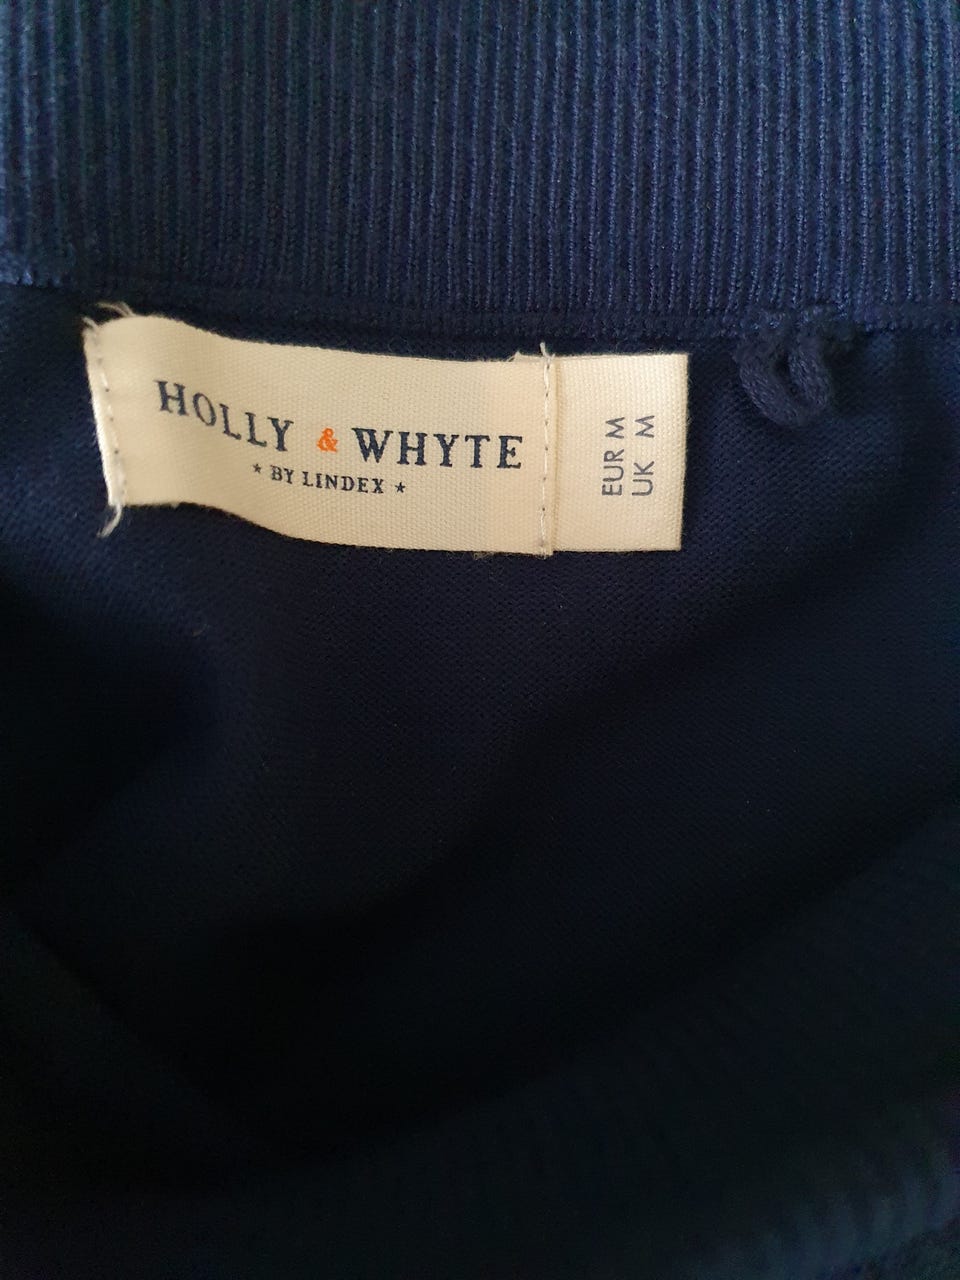 HOLLY & WHYTE
★ BY LINDEX ★
EUR M
UK M